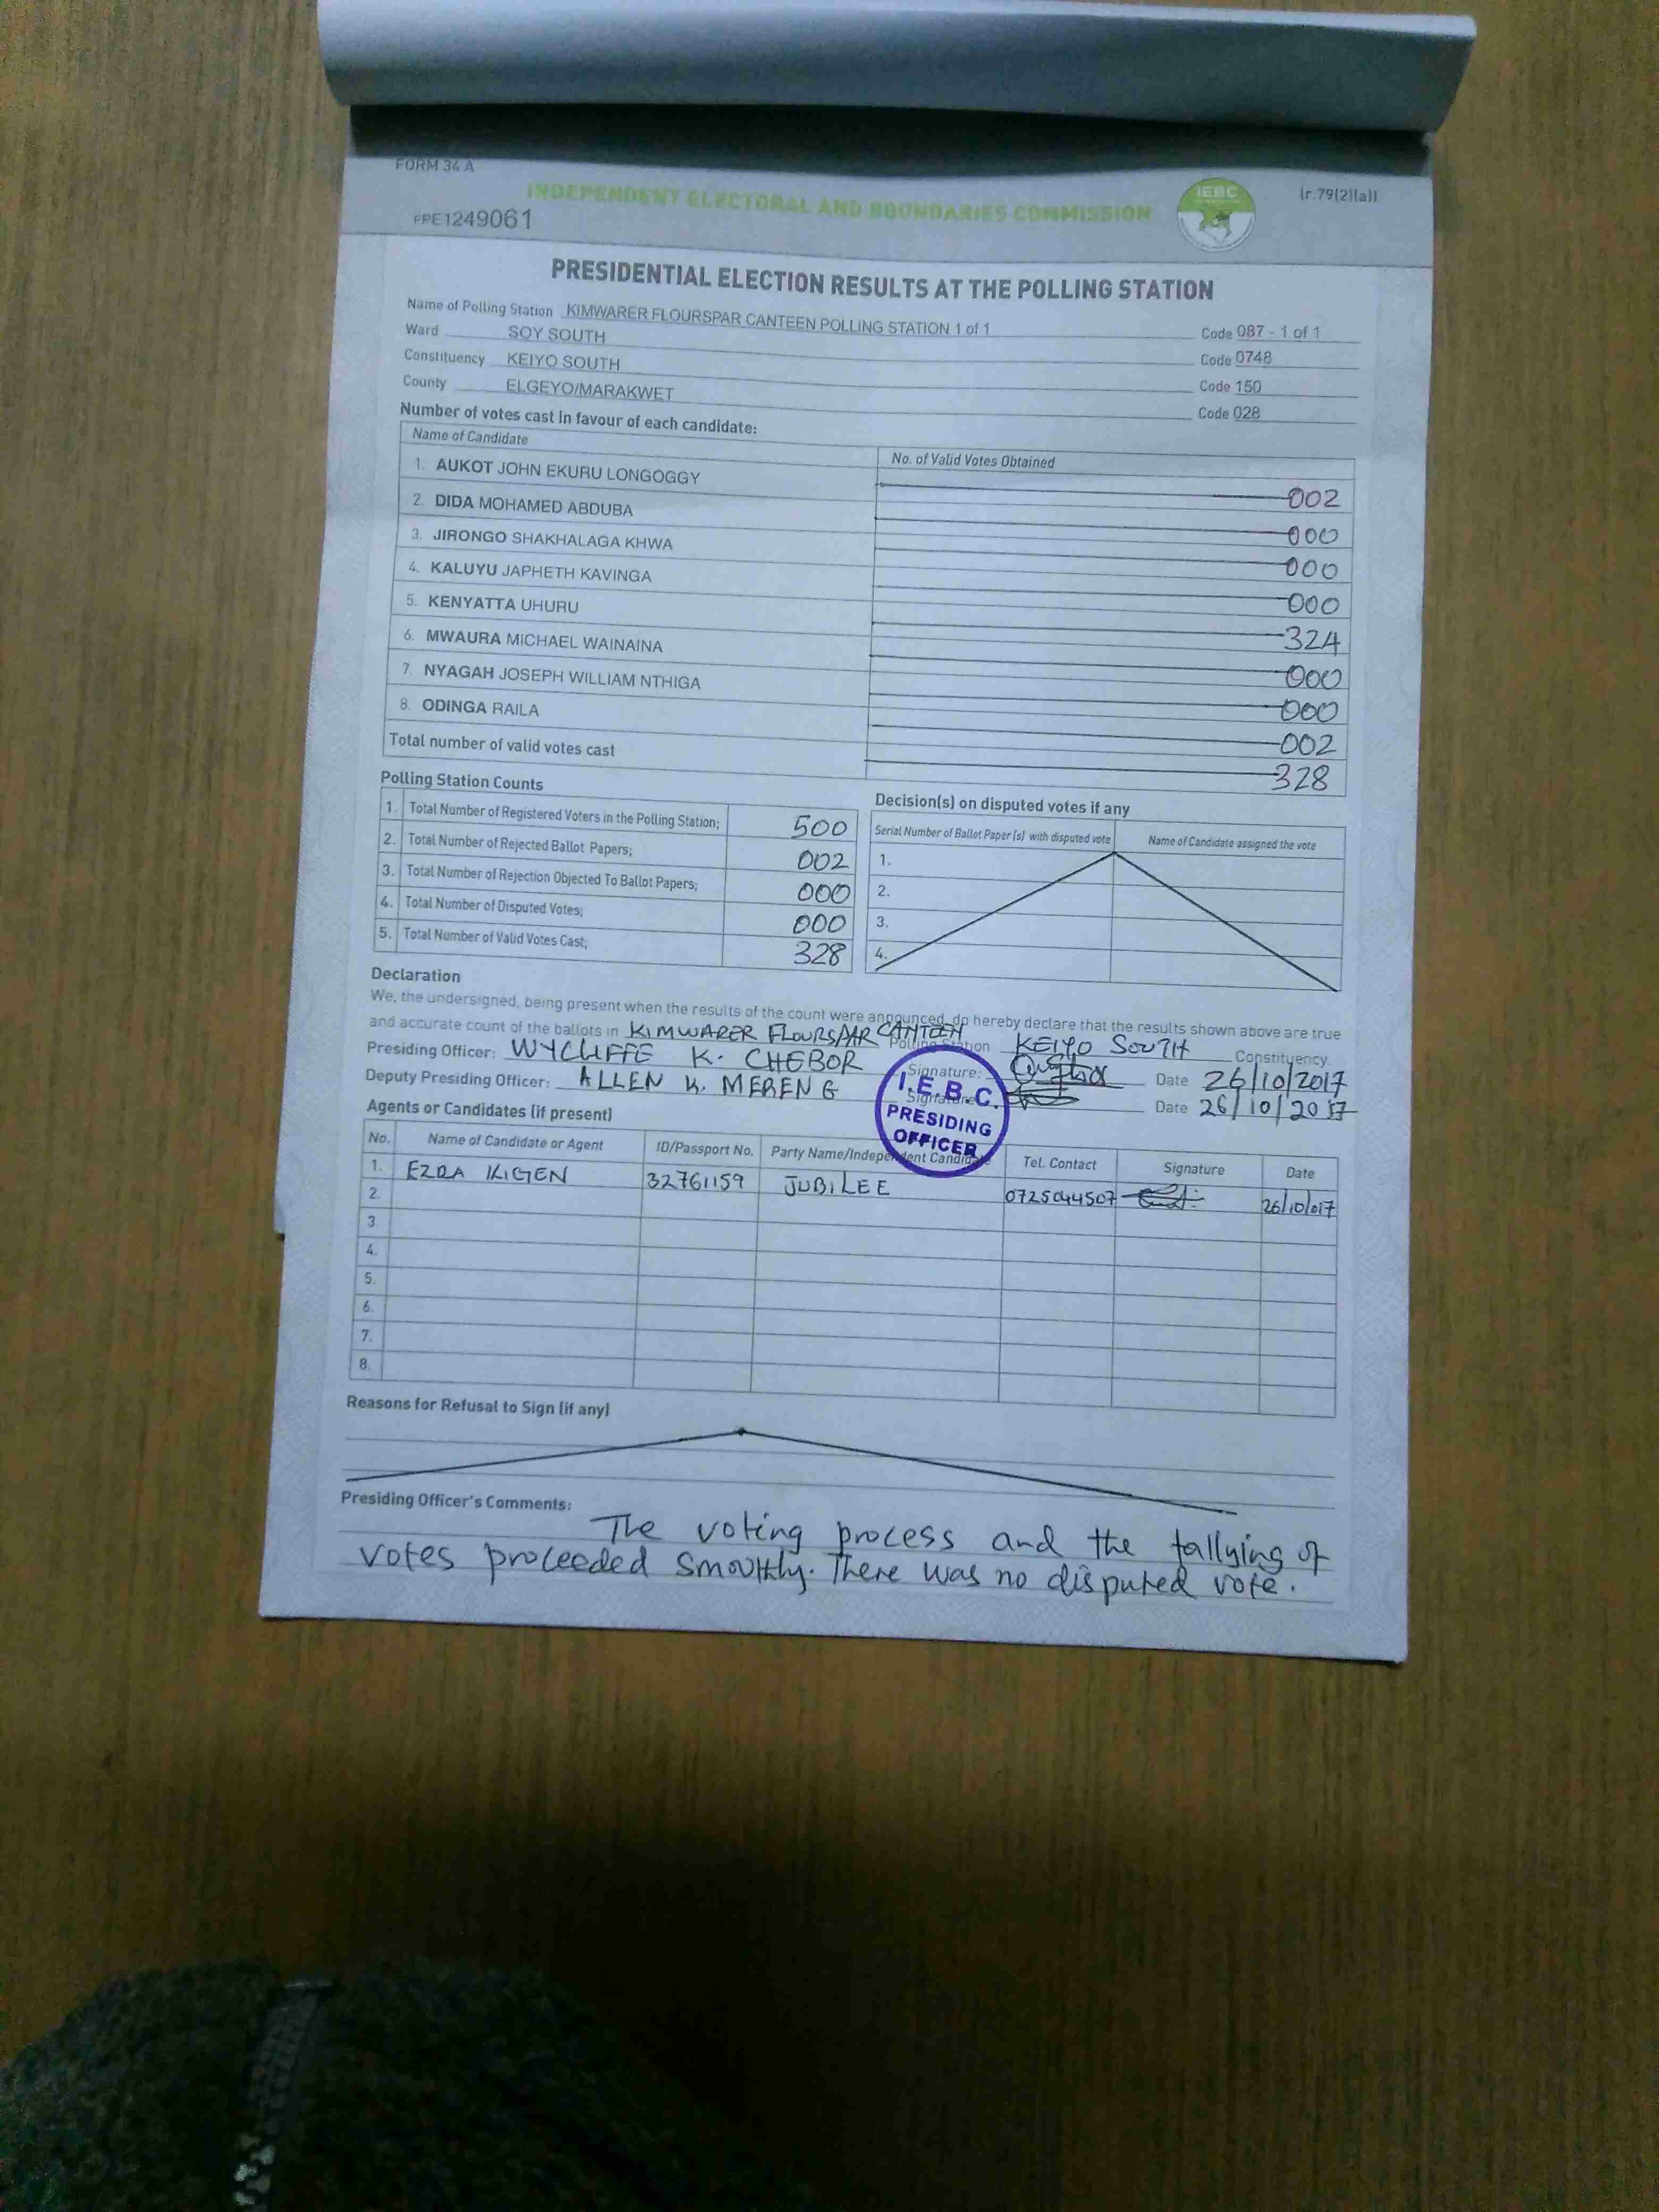 FORM 34 A
INDEPENDENT ELECTORAL AND BOUNDARIES COMMISSION
IEBC
(r.79(2)(a))
FPE1249061
PRESIDENTIAL ELECTION RESULTS AT THE POLLING STATION
Name of Polling Station KIMWARER FLOURSPAR CANTEEN POLLING STATION 1 of 1 Code 087 - 1 of 1
Ward SOY SOUTH Code 0748
Constituency KEIYO SOUTH Code 150
County ELGEYO/MARAKWET Code 028
Number of votes cast in favour of each candidate:
Name of Candidate No. of Valid Votes Obtained
1. AUKOT JOHN EKURU LONGOGGY 002
2. DIDA MOHAMED ABDUBA 000
3. JIRONGO SHAKHALAGA KHWA 000
4. KALUYU JAPHETH KAVINGA 000
5. KENYATTA UHURU 324
6. MWAURA MICHAEL WAINAINA 000
7. NYAGAH JOSEPH WILLIAM NTHIGA 000
8. ODINGA RAILA 002
Total number of valid votes cast 328
Polling Station Counts
1. Total Number of Registered Voters in the Polling Station; 500
2. Total Number of Rejected Ballot Papers; 002
3. Total Number of Rejection Objected To Ballot Papers; 000
4. Total Number of Disputed Votes; 000
5. Total Number of Valid Votes Cast; 328
Decision(s) on disputed votes if any
Serial Number of Ballot Paper (s) with disputed vote Name of Candidate assigned the vote
1.
2.
3.
4.
Declaration
We, the undersigned, being present when the results of the count were announced, do hereby declare that the results shown above are true
and accurate count of the ballots in KIMWARER FLOURSPAR CANTEEN Polling Station KEIYO SOUTH Constituency
Presiding Officer: WYCLIFFE K. CHEBOR Signature: Date 26/10/2017
Deputy Presiding Officer: ALLEN K. MERENG Signature: Date 26/10/2017
I.E.B.C.
PRESIDING
OFFICER
Agents or Candidates (if present)
No. Name of Candidate or Agent ID/Passport No. Party Name/Independent Candidate Tel. Contact Signature Date
1. EZRA KIGEN 32761159 JUBILEE 0725044507 26/10/017
2.
3.
4.
5.
6.
7.
8.
Reasons for Refusal to Sign (if any)
Presiding Officer's Comments:
The voting process and the tallying of
votes proceeded smoothly. There was no disputed vote.